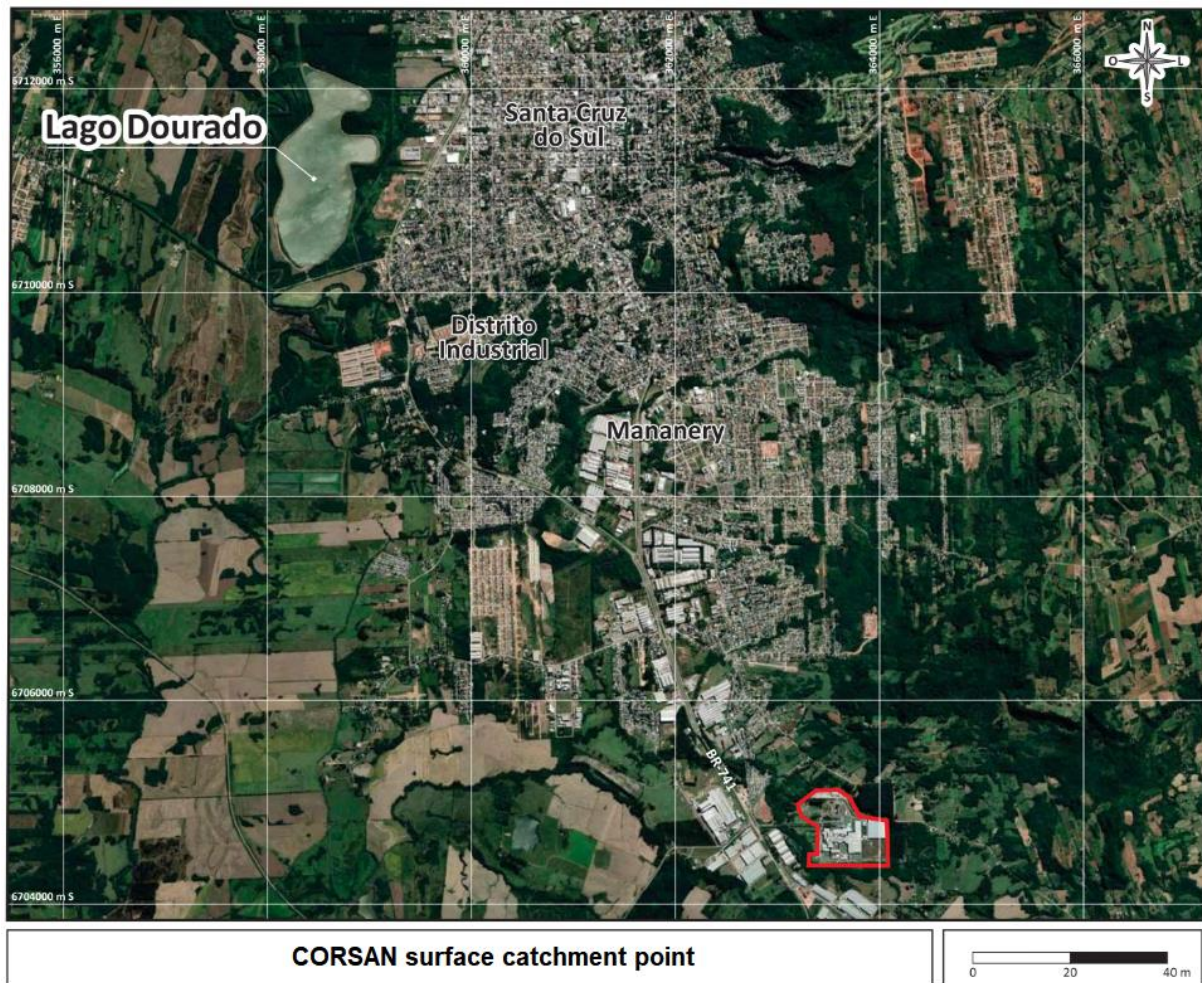 356000 m E
358000 m E
360000 m E
362000 m E
364000 m E
366000 m E
N
O
L
S
6712000 m S
Lago Dourado
Santa Cruz
do Sul
6710000 m S
Distrito
Industrial
Mananery
6708000 m S
6706000 m S
BR-741
6704000 m S
CORSAN surface catchment point
0
20
40 m